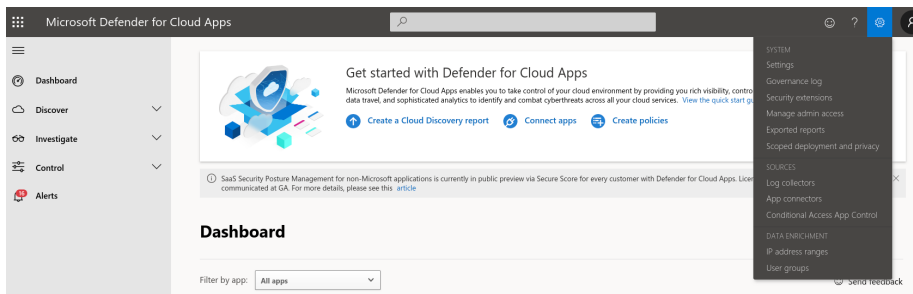 Microsoft Defender for Cloud Apps
?
Dashboard
Discover
Investigate
Control
16
Alerts
Get started with Defender for Cloud Apps
Microsoft Defender for Cloud Apps enables you to take control of your cloud environment by providing you rich visibility, contro
data travel, and sophisticated analytics to identify and combat cyberthreats across all your cloud services. View the quick start gu
Create a Cloud Discovery report
Connect apps
Create policies
SaaS Security Posture Management for non-Microsoft applications is currently in public preview via Secure Score for every customer with Defender for Cloud Apps. Licen
communicated at GA. For more details, please see this article
Dashboard
Filter by app: All apps
SYSTEM
Settings
Governance log
Security extensions
Manage admin access
Exported reports
Scoped deployment and privacy
SOURCES
Log collectors
App connectors
Conditional Access App Control
DATA ENRICHMENT
IP address ranges
User groups
Send feedback